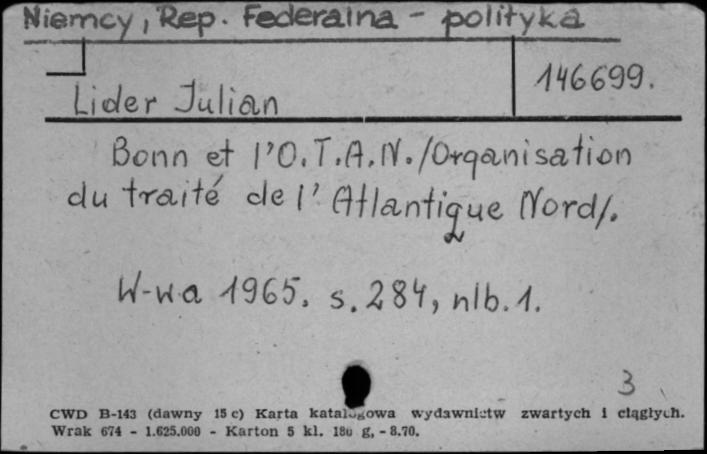 Niemcy, Rep. Federalna - polityka
146699.
Lider Julian
Bonn et l'O.T.A.N. /Organisation
du traité de l'Atlantique Nord/.
W-wa 1965. s. 284, nlb. 1.
3
CWD B-143 (dawny 15 c) Karta katalogowa wydawnictw zwartych i ciągłych.
Wrak 674 - 1.625.000 - Karton 5 kl. 180 g, - 8.70.